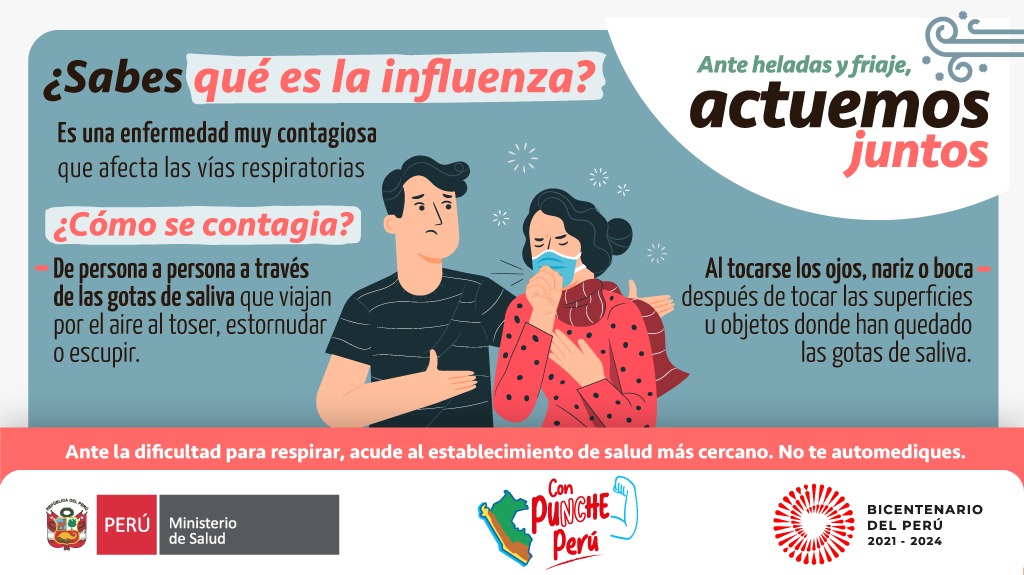 ¿Sabes qué es la influenza?
Es una enfermedad muy contagiosa
que afecta las vías respiratorias
¿Cómo se contagia?
De persona a persona a través
de las gotas de saliva que viajan
por el aire al toser, estornudar
o escupir.
Ante heladas y friaje,
actuemos
juntos
Al tocarse los ojos, nariz o boca
después de tocar las superficies
u objetos donde han quedado
las gotas de saliva.
Ante la dificultad para respirar, acude al establecimiento de salud más cercano. No te automediques.
REPÚBLICA DEL PERÚ
PERÚ
Ministerio
de Salud
Con
PUNCHE
Perú
BICENTENARIO
DEL PERÚ
2021 - 2024